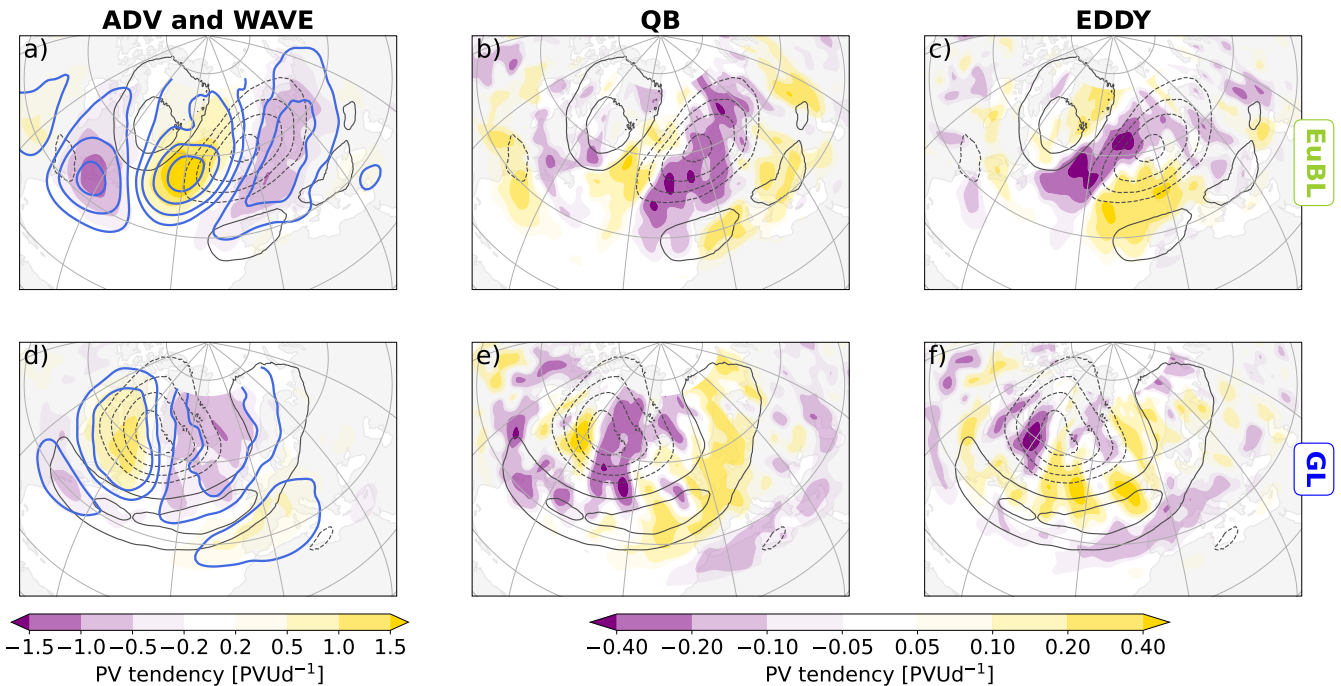 ADV and WAVE QB EDDY
a) b) c)
EuBL
d) e) f)
GL
−1.5 −1.0 −0.5 −0.2 0.2 0.5 1.0 1.5
PV tendency [PVUd⁻¹]
−0.40 −0.20 −0.10 −0.05 0.05 0.10 0.20 0.40
PV tendency [PVUd⁻¹]